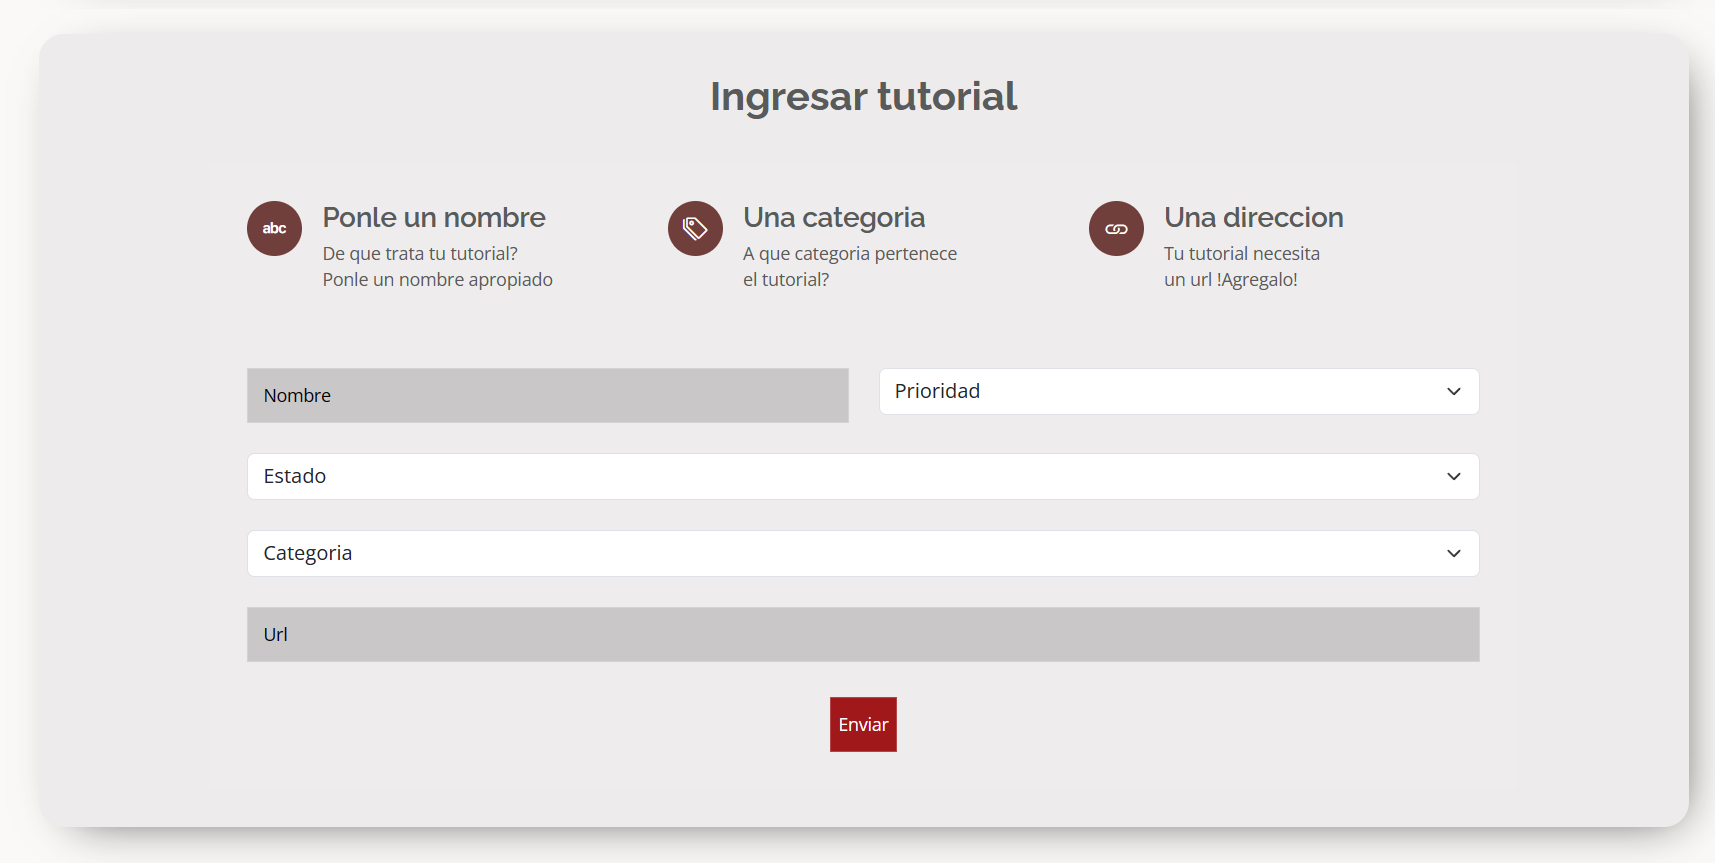 Ingresar tutorial
abc
Ponle un nombre
De que trata tu tutorial?
Ponle un nombre apropiado
Una categoria
A que categoria pertenece
el tutorial?
Una direccion
Tu tutorial necesita
un url !Agregalo!
Nombre
Prioridad
Estado
Categoria
Url
Enviar